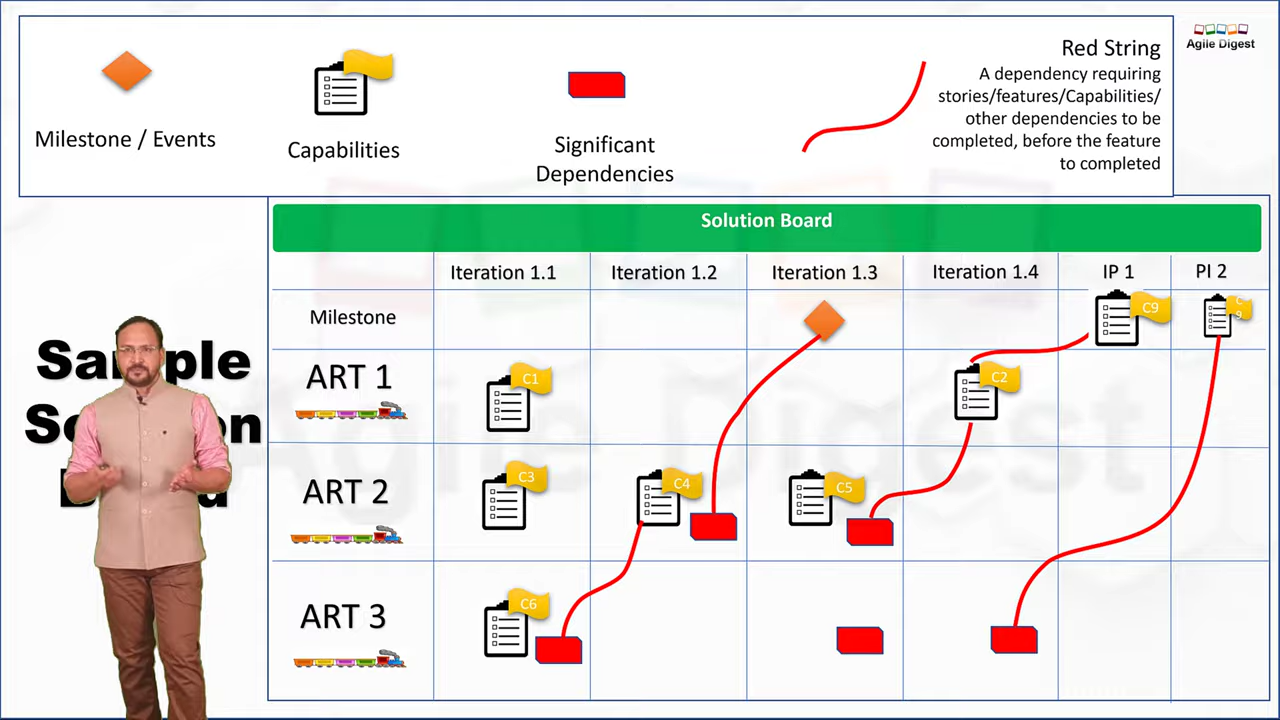 Milestone / Events
Capabilities
Significant
Dependencies
Red String
A dependency requiring
stories/features/Capabilities/
other dependencies to be
completed, before the feature
to completed
Agile Digest
Solution Board
Iteration 1.1 Iteration 1.2 Iteration 1.3 Iteration 1.4 IP 1 PI 2
Milestone C9 C
9
ART 1 C1 C2
ART 2 C3 C4 C5
ART 3 C6
Sample